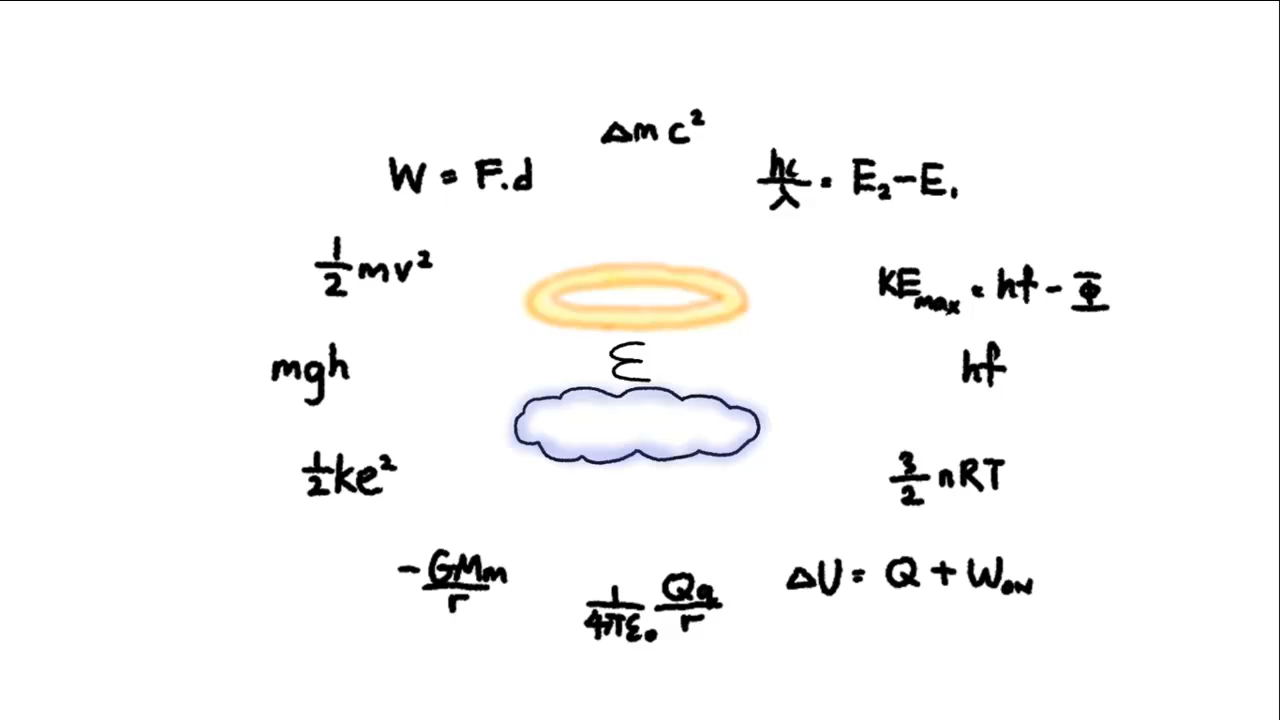 Δmc²
W = F.d
hc/λ = E₂-E₁
½mv²
KEmax = hf - Φ
ε
mgh
hf
½ke²
3/2 nRT
-GMm/r
1/4πε₀ Qq/r
ΔU = Q + WON